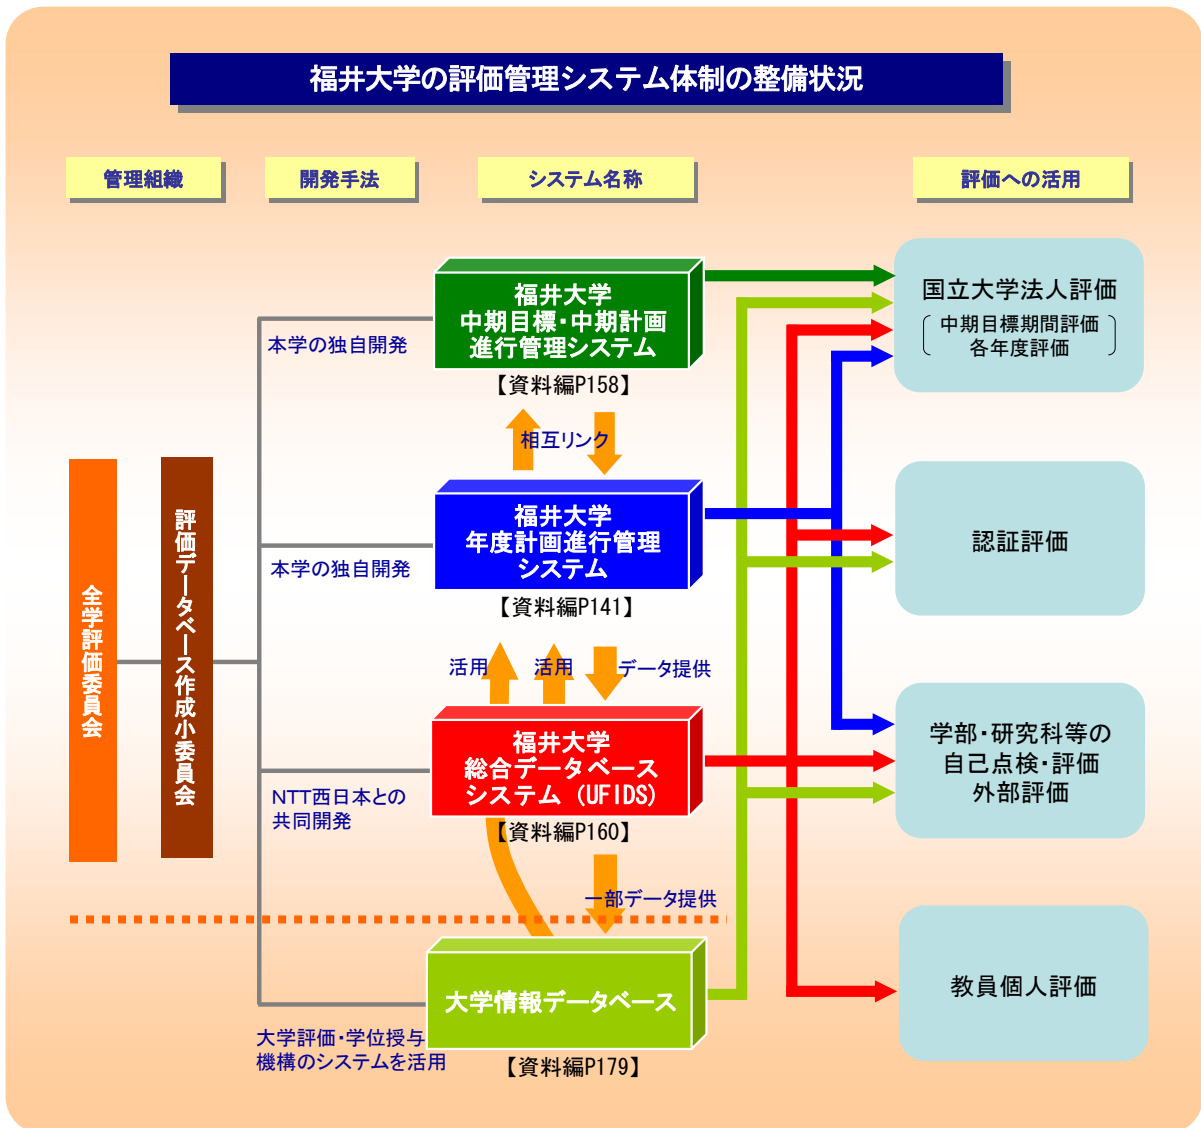 福井大学の評価管理システム体制の整備状況
管理組織
開発手法
システム名称
評価への活用
全学評価委員会
評価データベース作成小委員会
本学の独自開発
福井大学
中期目標・中期計画
進行管理システム
【資料編P158】
相互リンク
本学の独自開発
福井大学
年度計画進行管理
システム
【資料編P141】
活用
活用
データ提供
NTT西日本との
共同開発
福井大学
総合データベース
システム（UFIDS）
【資料編P160】
一部データ提供
大学評価・学位授与
機構のシステムを活用
大学情報データベース
【資料編P179】
国立大学法人評価
中期目標期間評価
各年度評価
認証評価
学部・研究科等の
自己点検・評価
外部評価
教員個人評価